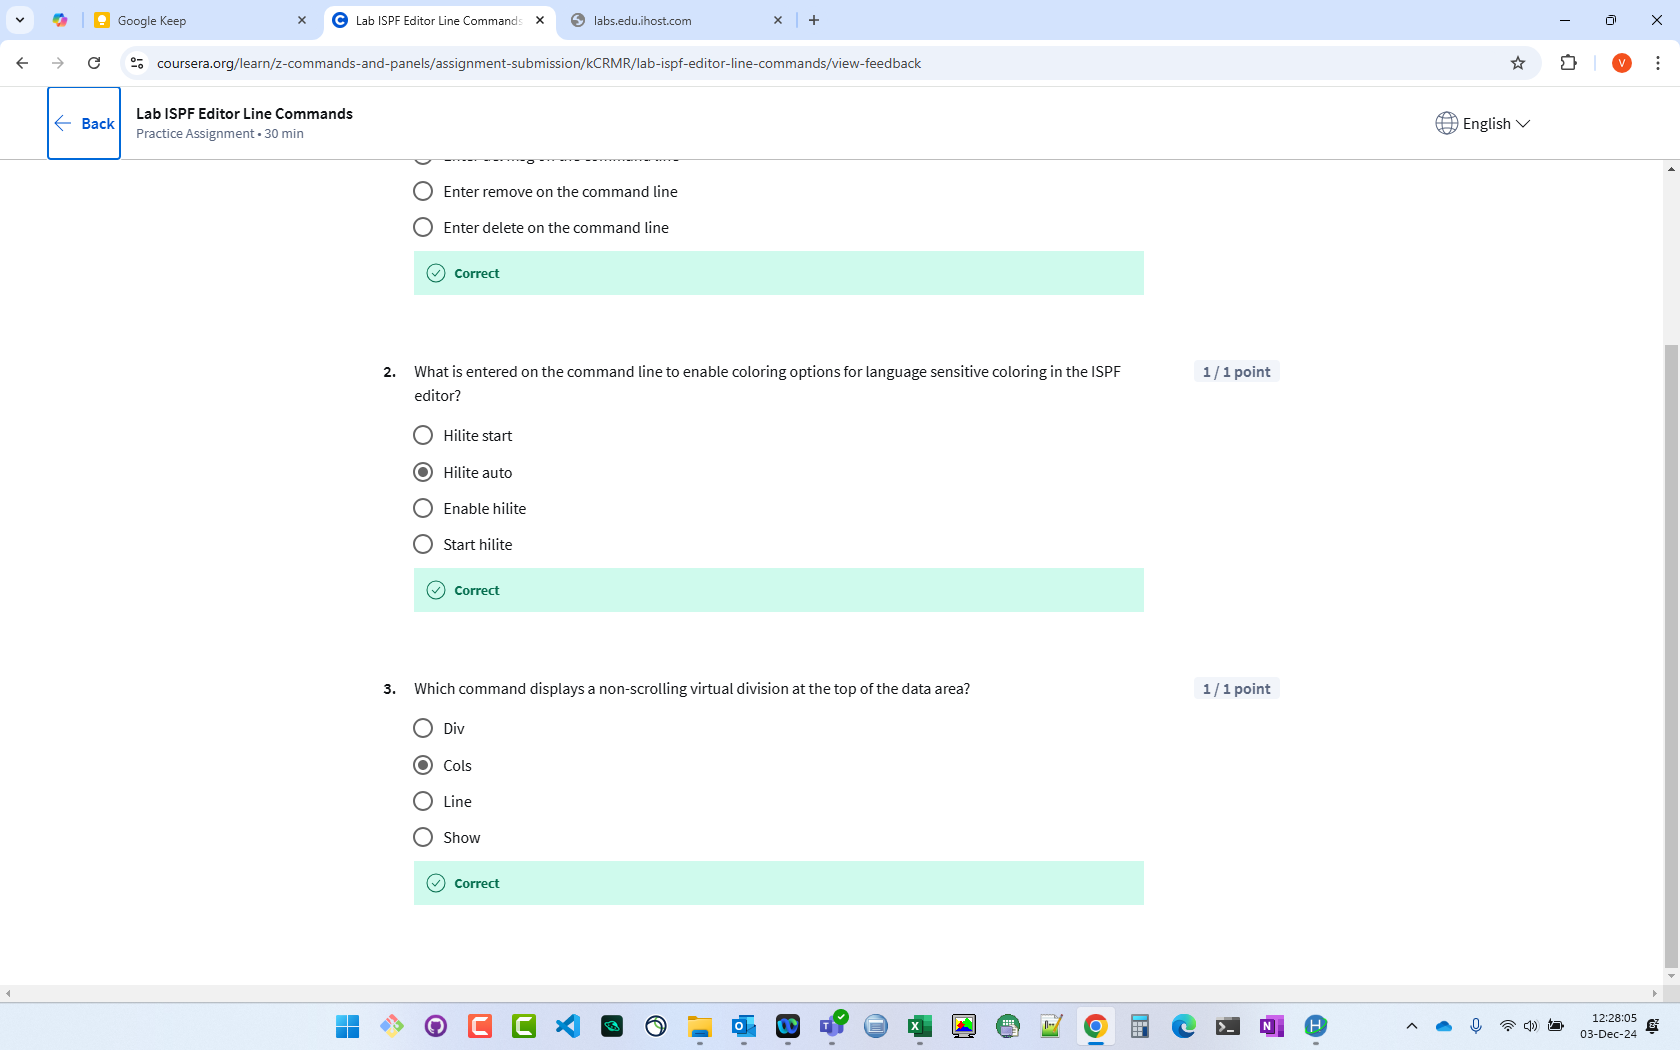 Google Keep
Lab ISPF Editor Line Commands
labs.edu.ihost.com
coursera.org/learn/z-commands-and-panels/assignment-submission/kCRMR/lab-ispf-editor-line-commands/view-feedback
V
Back
Lab ISPF Editor Line Commands
Practice Assignment • 30 min
English
Enter remove on the command line
Enter delete on the command line
Correct
2. What is entered on the command line to enable coloring options for language sensitive coloring in the ISPF
editor?
1 / 1 point
Hilite start
Hilite auto
Enable hilite
Start hilite
Correct
3. Which command displays a non-scrolling virtual division at the top of the data area?
1 / 1 point
Div
Cols
Line
Show
Correct
12:28:05
03-Dec-24